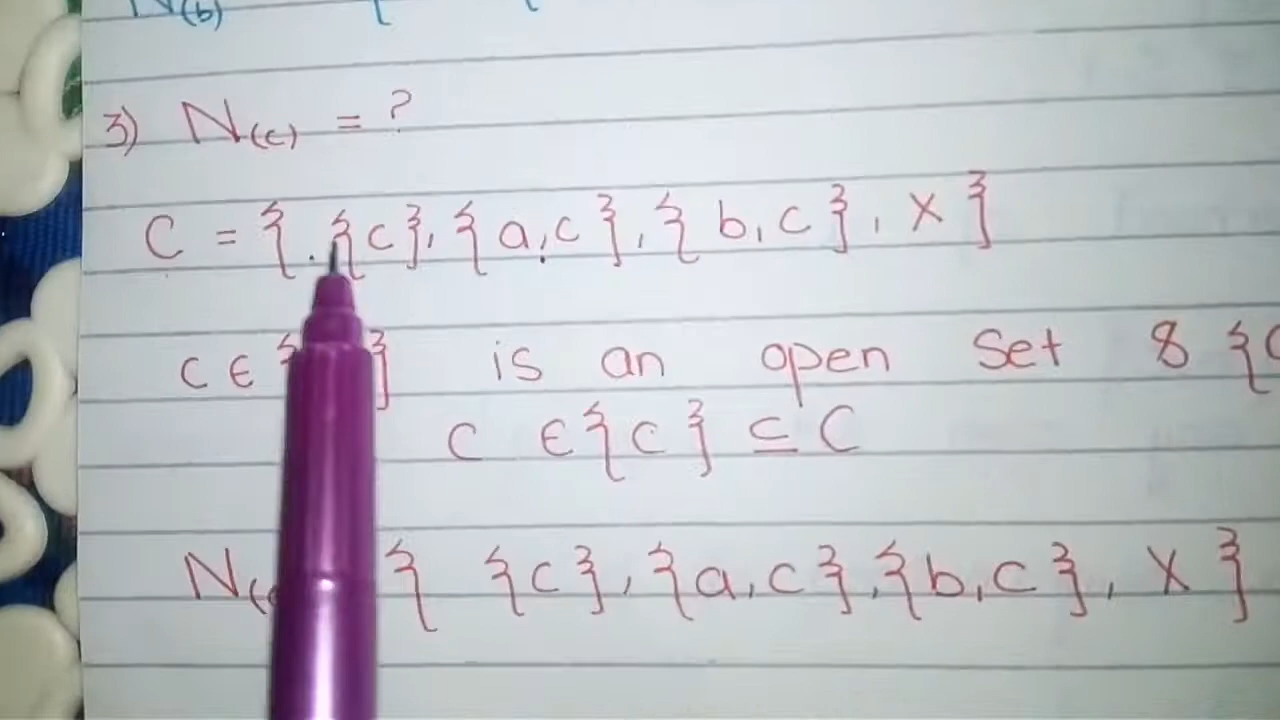 N(b)
3) N(c) = ?
C = { {c}, {a,c}, {b,c}, X }
C ∈ { } is an open Set & {
C ∈ {C} ⊆ C
N(c { {c}, {a,c}, {b,c}, X }